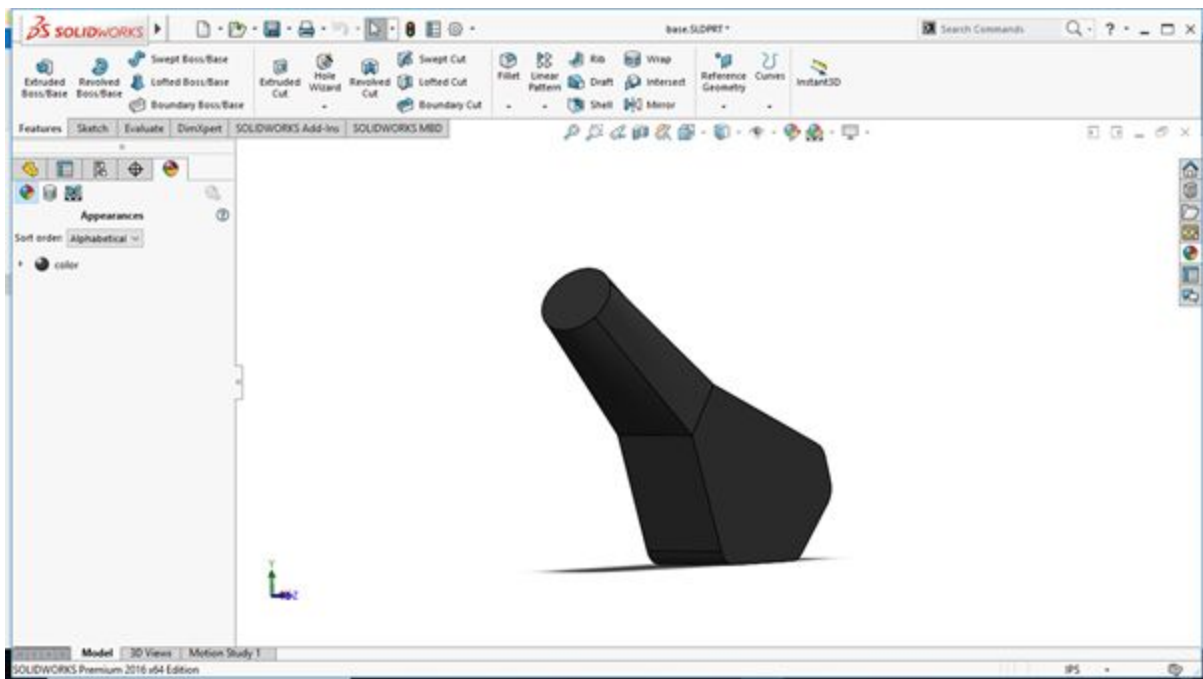 SOLIDWORKS
base.SLDPRT *
Search Commands
Extruded Boss/Base
Revolved Boss/Base
Swept Boss/Base
Lofted Boss/Base
Boundary Boss/Base
Extruded Cut
Hole Wizard
Revolved Cut
Swept Cut
Lofted Cut
Boundary Cut
Fillet
Linear Pattern
Rib
Draft
Shell
Wrap
Intersect
Mirror
Reference Geometry
Curves
Instant3D
Features Sketch Evaluate DimXpert SOLIDWORKS Add-Ins SOLIDWORKS MBD
Appearances
Sort order: Alphabetical
color
Y
Z
Model 3D Views Motion Study 1
SOLIDWORKS Premium 2016 x64 Edition
IPS